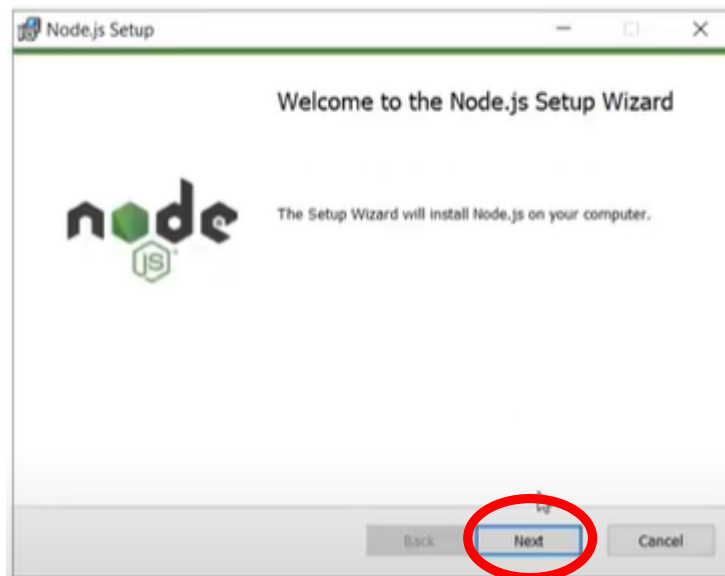 Node.js Setup
Welcome to the Node.js Setup Wizard
The Setup Wizard will install Node.js on your computer.
node
JS
Back Next Cancel